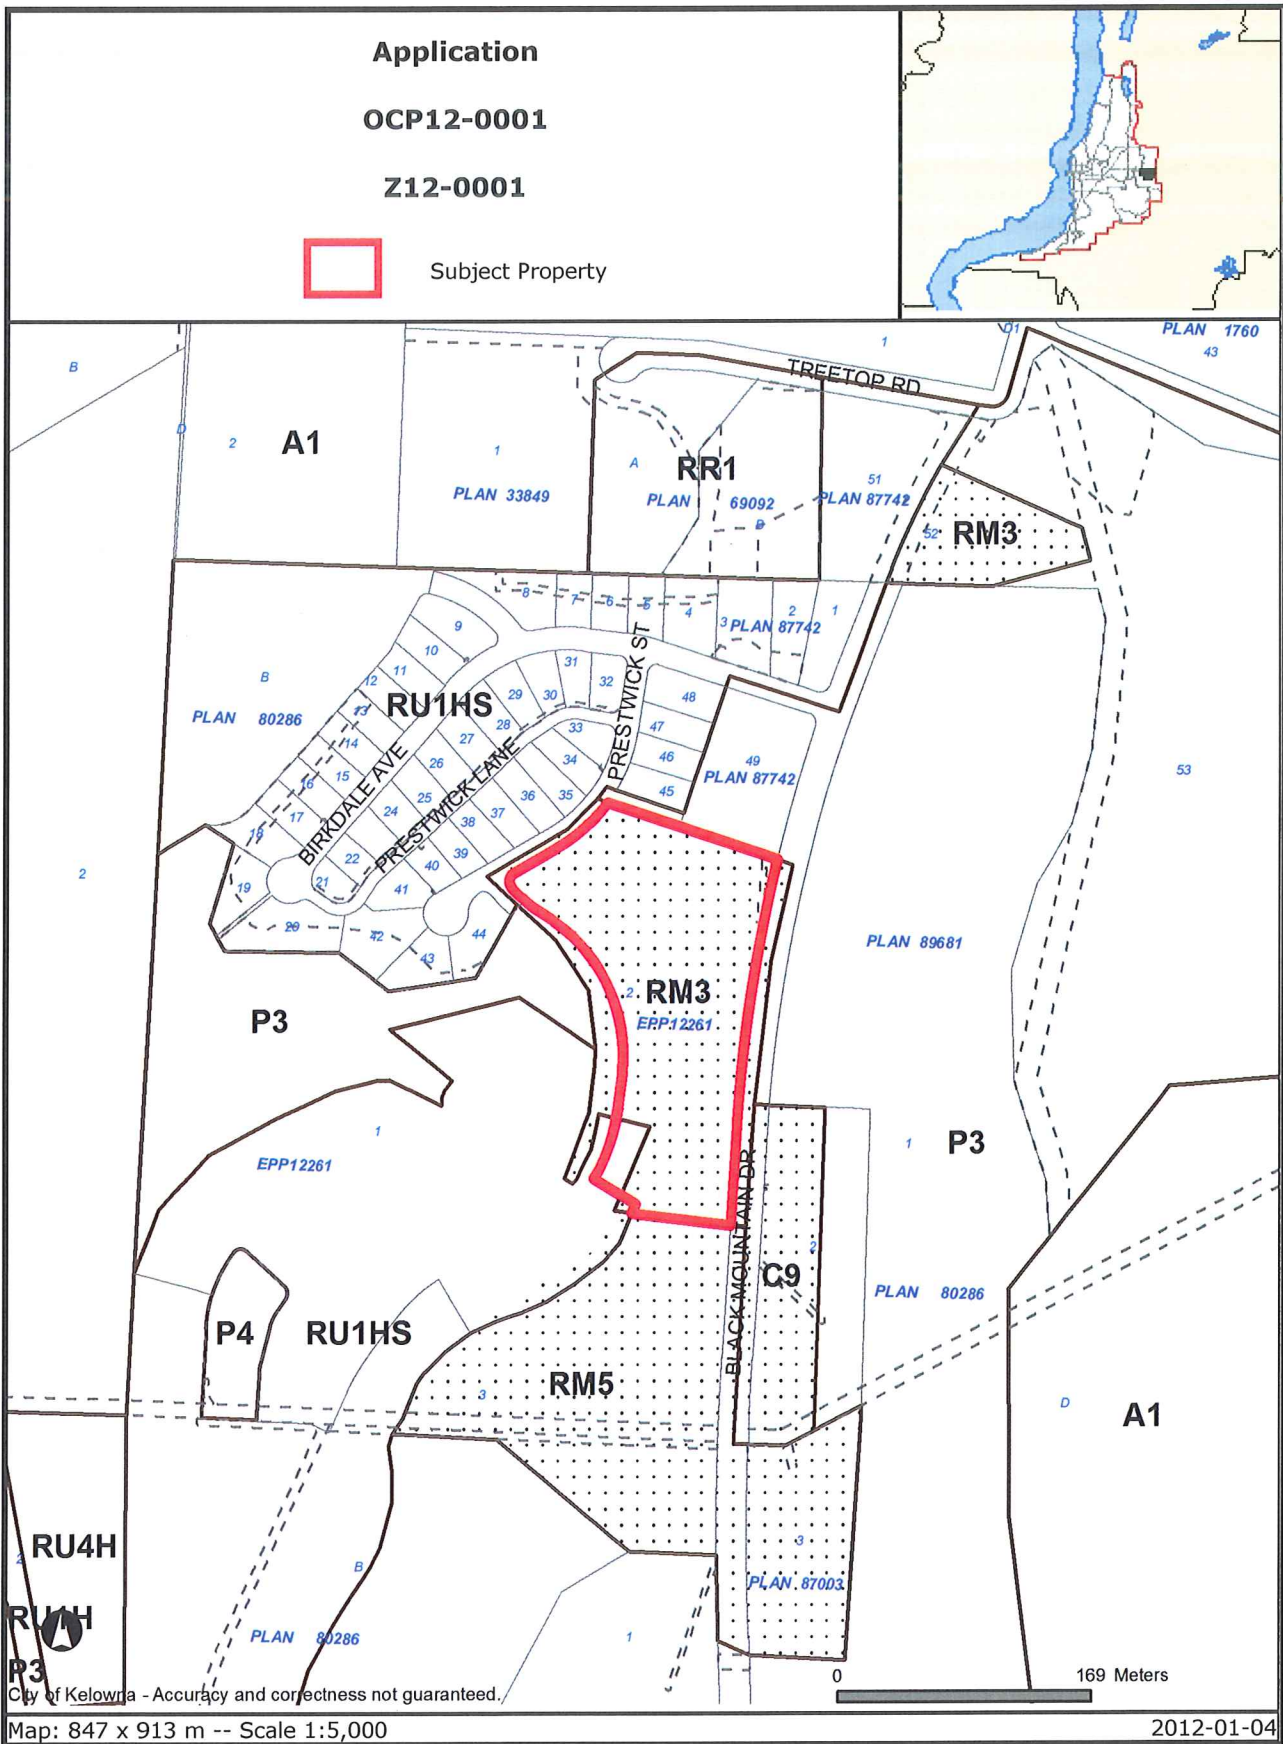 Application
OCP12-0001
Z12-0001
Subject Property
PLAN 1760
43
D1
1
B
TREETOP RD
D
2
A1
1
PLAN 33849
A
RR1
PLAN 69092
B
51
PLAN 87742
52
RM3
8
7
6
5
4
3
2
1
PLAN 87742
9
10
11
12
13
14
15
16
17
18
19
20
21
22
24
25
26
27
28
29
30
31
32
33
34
35
36
37
38
39
40
41
42
43
44
45
46
47
48
49
PLAN 87742
B
PLAN 80286
RU1HS
PRESTWICK ST
BIRKDALE AVE
PRESTWICK LANE
53
2
PLAN 89681
RM3
2
EPP12261
P3
1
EPP12261
1
P3
BLACK MOUNTAIN DR
2
C9
PLAN 80286
P4
RU1HS
RM5
3
D
A1
RU4H
2
RU1H
P3
B
PLAN 80286
1
3
PLAN 87003
0
169 Meters
City of Kelowna - Accuracy and correctness not guaranteed.
Map: 847 x 913 m -- Scale 1:5,000
2012-01-04